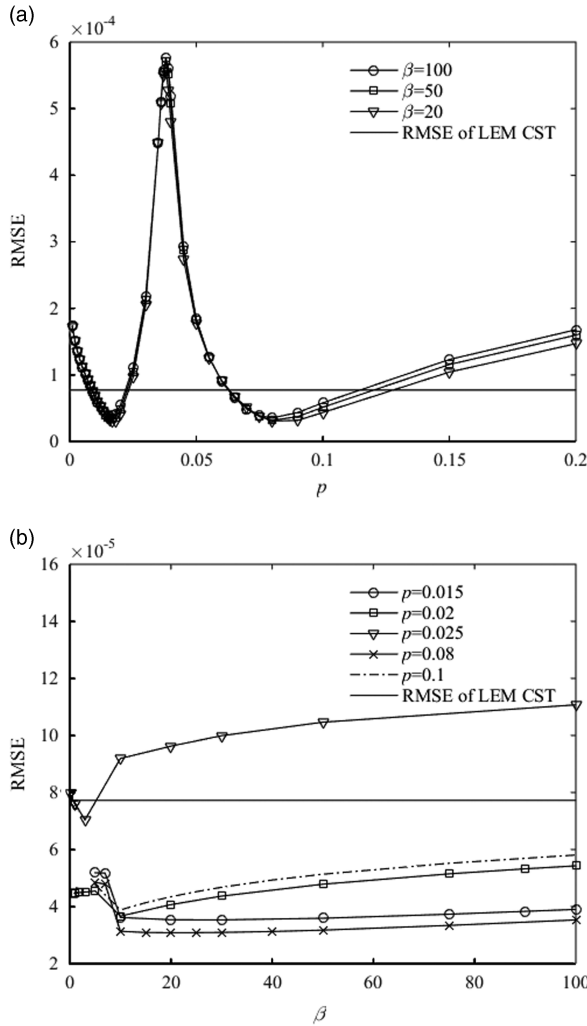 (a)
×10⁻⁴
6
5
4
3
2
1
0
RMSE
0
0.05
0.1
0.15
0.2
p
β=100
β=50
β=20
RMSE of LEM CST
(b)
×10⁻⁵
16
14
12
10
8
6
4
2
RMSE
0
20
40
60
80
100
β
p=0.015
p=0.02
p=0.025
p=0.08
p=0.1
RMSE of LEM CST